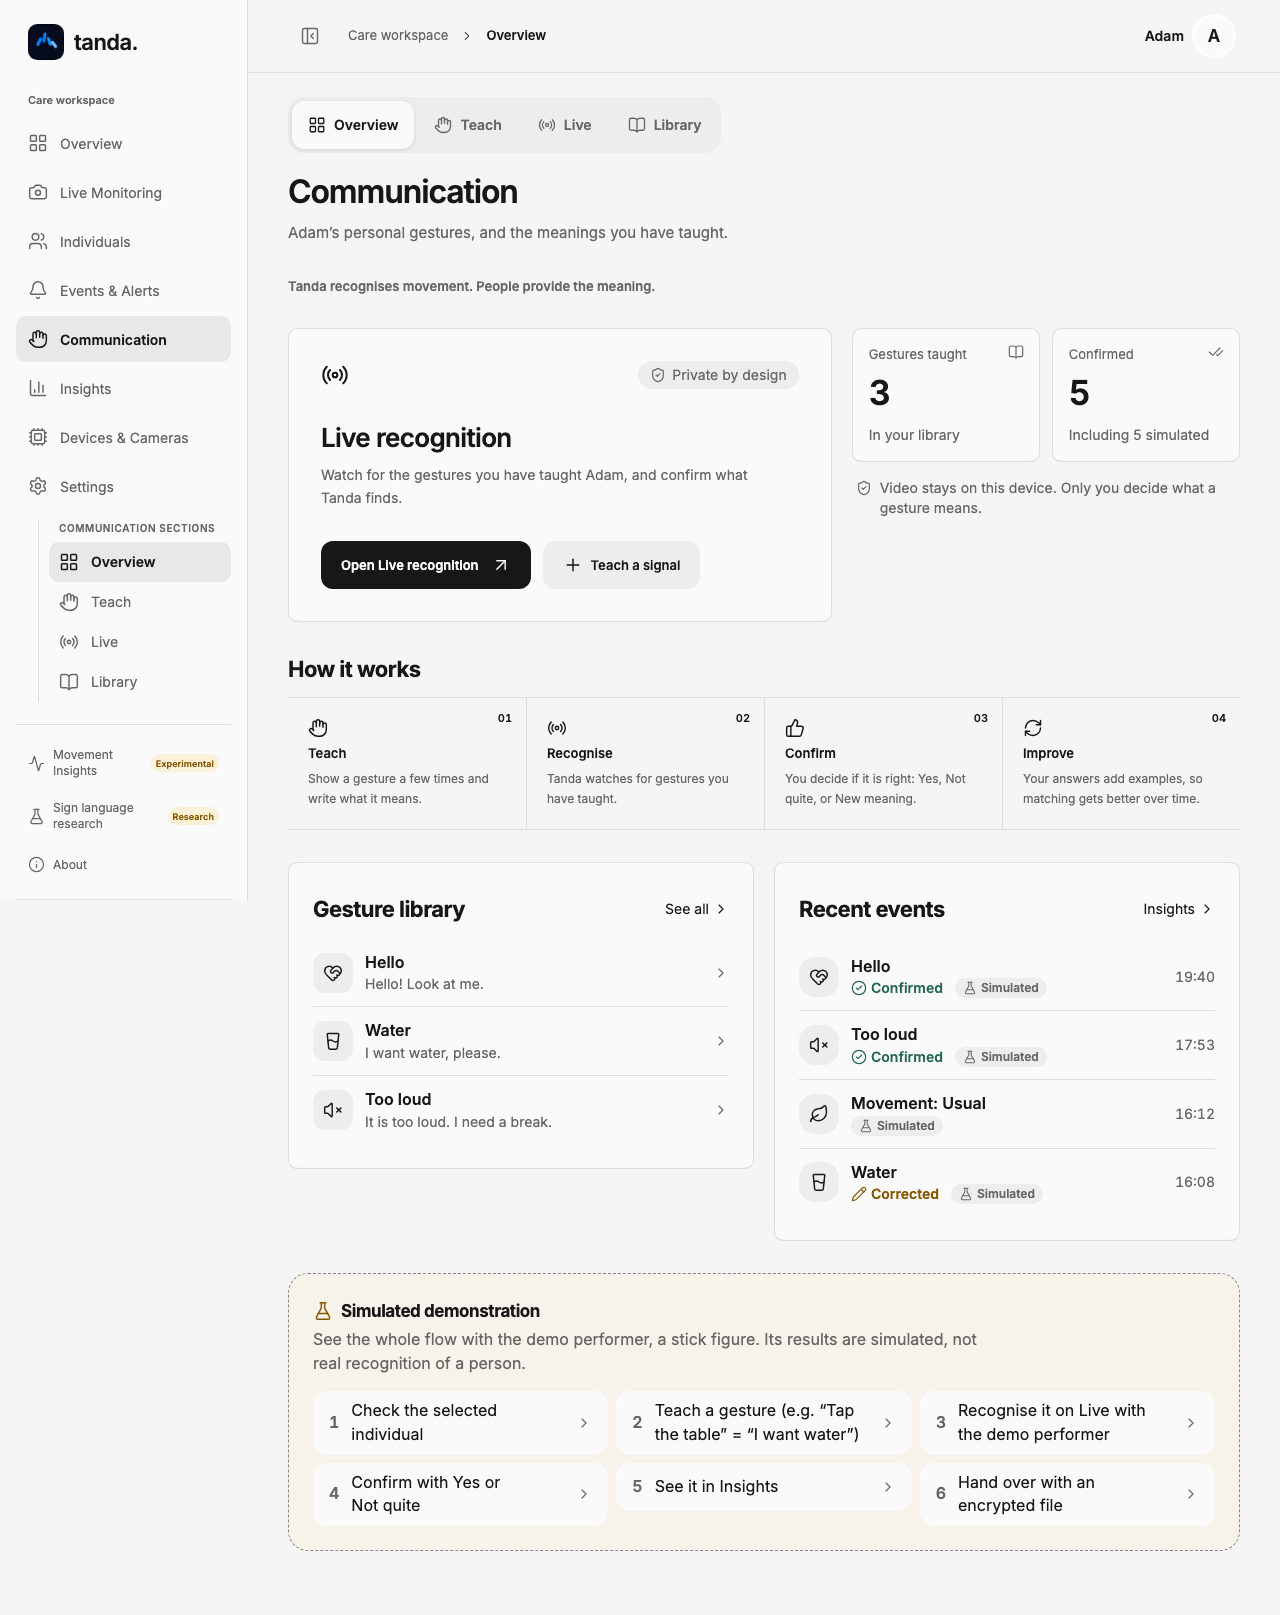 tanda.
Care workspace
Overview
Live Monitoring
Individuals
Events & Alerts
Communication
Insights
Devices & Cameras
Settings
COMMUNICATION SECTIONS
Overview
Teach
Live
Library
Movement
Insights
Experimental
Sign language
research
Research
About
Care workspace
Overview
Adam
A
Overview
Teach
Live
Library
Communication
Adam’s personal gestures, and the meanings you have taught.
Tanda recognises movement. People provide the meaning.
Private by design
Live recognition
Watch for the gestures you have taught Adam, and confirm what
Tanda finds.
Open Live recognition
Teach a signal
Gestures taught
3
In your library
Confirmed
5
Including 5 simulated
Video stays on this device. Only you decide what a
gesture means.
How it works
01
Teach
Show a gesture a few times and
write what it means.
02
Recognise
Tanda watches for gestures you
have taught.
03
Confirm
You decide if it is right: Yes, Not
quite, or New meaning.
04
Improve
Your answers add examples, so
matching gets better over time.
Gesture library
See all
Hello
Hello! Look at me.
Water
I want water, please.
Too loud
It is too loud. I need a break.
Recent events
Insights
Hello
Confirmed
Simulated
19:40
Too loud
Confirmed
Simulated
17:53
Movement: Usual
Simulated
16:12
Water
Corrected
Simulated
16:08
Simulated demonstration
See the whole flow with the demo performer, a stick figure. Its results are simulated, not
real recognition of a person.
1
Check the selected
individual
2
Teach a gesture (e.g. “Tap
the table” = “I want water”)
3
Recognise it on Live with
the demo performer
4
Confirm with Yes or
Not quite
5
See it in Insights
6
Hand over with an
encrypted file